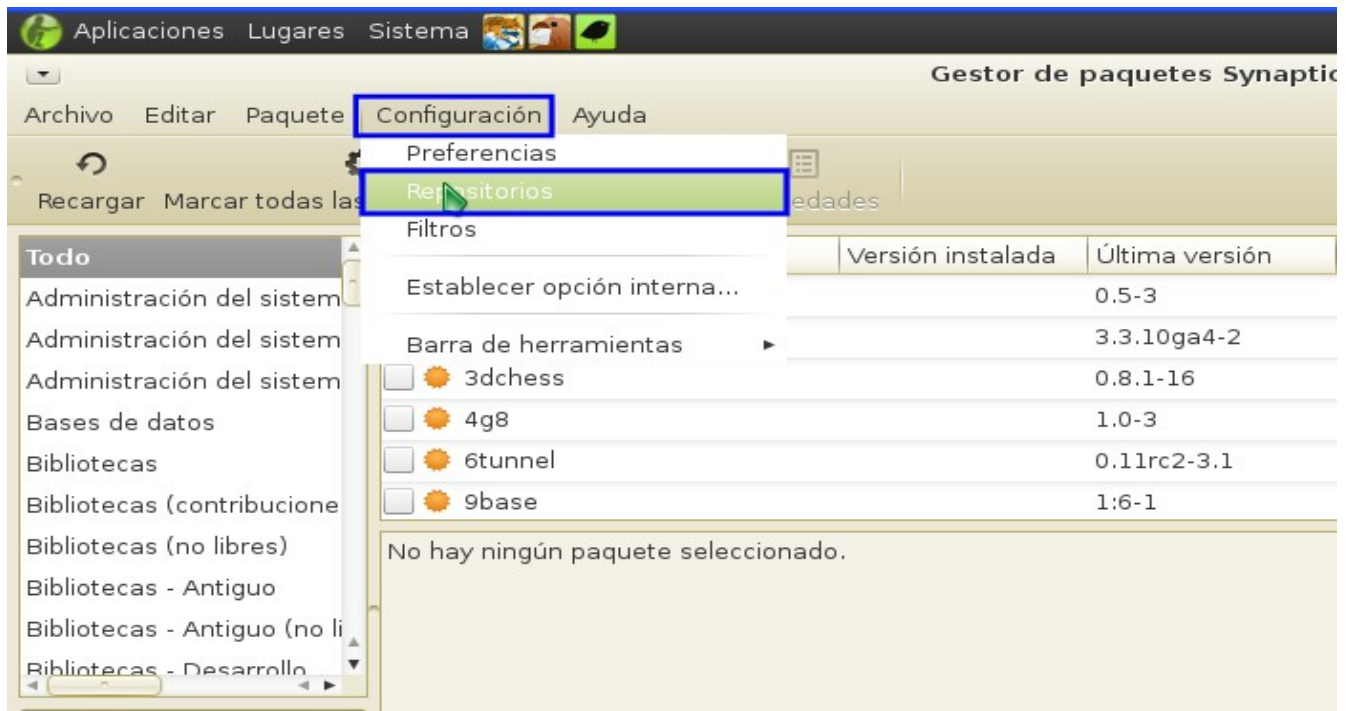 Aplicaciones Lugares Sistema
Gestor de paquetes Synaptic
Archivo Editar Paquete Configuración Ayuda
Preferencias
Recargar Marcar todas las Repositorios edades
Filtros
Todo Versión instalada Última versión
Establecer opción interna...
Administración del sistem 0.5-3
Administración del sistem Barra de herramientas 3.3.10ga4-2
Administración del sistem 3dchess 0.8.1-16
Bases de datos 4g8 1.0-3
Bibliotecas 6tunnel 0.11rc2-3.1
Bibliotecas (contribucione 9base 1:6-1
Bibliotecas (no libres) No hay ningún paquete seleccionado.
Bibliotecas - Antiguo
Bibliotecas - Antiguo (no li
Bibliotecas - Desarrollo